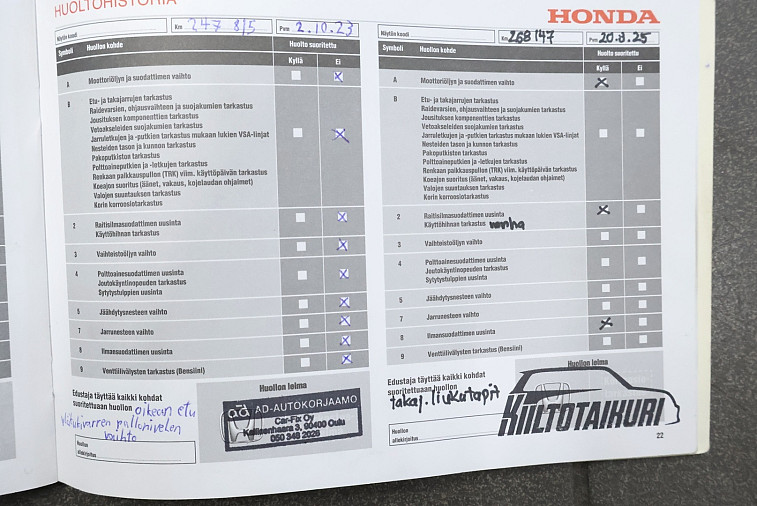 HUOLTOHISTORIA
Näytön koodi
Km 247 815
Pvm 2.10.23
Symboli
Huollon kohde
Huolto suoritettu
Kyllä
Ei
A
Moottoriöljyn ja suodattimen vaihto
B
Etu- ja takajarrujen tarkastus
Raidevarsien, ohjausvaihteen ja suojakumien tarkastus
Jousituksen komponenttien tarkastus
Vetoakseleiden suojakumien tarkastus
Jarruletkujen ja -putkien tarkastus mukaan lukien VSA-linjat
Nesteiden tason ja kunnon tarkastus
Pakoputkiston tarkastus
Polttoaineputkien ja -letkujen tarkastus
Renkaan paikkauspullon (TRK) viim. käyttöpäivän tarkastus
Koeajon suoritus (äänet, vakaus, kojelaudan ohjaimet)
Valojen suuntauksen tarkastus
Korin korroosiotarkastus
2
Raitisilmasuodattimen uusinta
Käyttöhihnan tarkastus
3
Vaihteistoöljyn vaihto
4
Polttoainesuodattimen uusinta
Joutokäyntinopeuden tarkastus
Sytytystulppien uusinta
5
Jäähdytysnesteen vaihto
7
Jarrunesteen vaihto
8
Ilmansuodattimen uusinta
9
Venttiilivälysten tarkastus (Bensiini)
Edustaja täyttää kaikki kohdat
suoritettuaan huollon
oikean etu
pallonivelen
vaihto
Huollon
allekirjoitus
Huollon leima
ad AD-AUTOKORJAAMO
Car-Fix Oy
Kallisenhaara 3, 90400 Oulu
050 348 2026
HONDA
Näytön koodi
Km 268147
Pvm 20.3.25
Symboli
Huollon kohde
Huolto suoritettu
Kyllä
Ei
A
Moottoriöljyn ja suodattimen vaihto
B
Etu- ja takajarrujen tarkastus
Raidevarsien, ohjausvaihteen ja suojakumien tarkastus
Jousituksen komponenttien tarkastus
Vetoakseleiden suojakumien tarkastus
Jarruletkujen ja -putkien tarkastus mukaan lukien VSA-linjat
Nesteiden tason ja kunnon tarkastus
Pakoputkiston tarkastus
Polttoaineputkien ja -letkujen tarkastus
Renkaan paikkauspullon (TRK) viim. käyttöpäivän tarkastus
Koeajon suoritus (äänet, vakaus, kojelaudan ohjaimet)
Valojen suuntauksen tarkastus
Korin korroosiotarkastus
2
Raitisilmasuodattimen uusinta
Käyttöhihnan tarkastus wanha
3
Vaihteistoöljyn vaihto
4
Polttoainesuodattimen uusinta
Joutokäyntinopeuden tarkastus
Sytytystulppien uusinta
5
Jäähdytysnesteen vaihto
7
Jarrunesteen vaihto
8
Ilmansuodattimen uusinta
9
Venttiilivälysten tarkastus (Bensiini)
Edustaja täyttää kaikki kohdat
suoritettuaan huollon
takaj. liukutapit
Huollon
allekirjoitus
Huollon leima
KIILTOTAIKURI
22